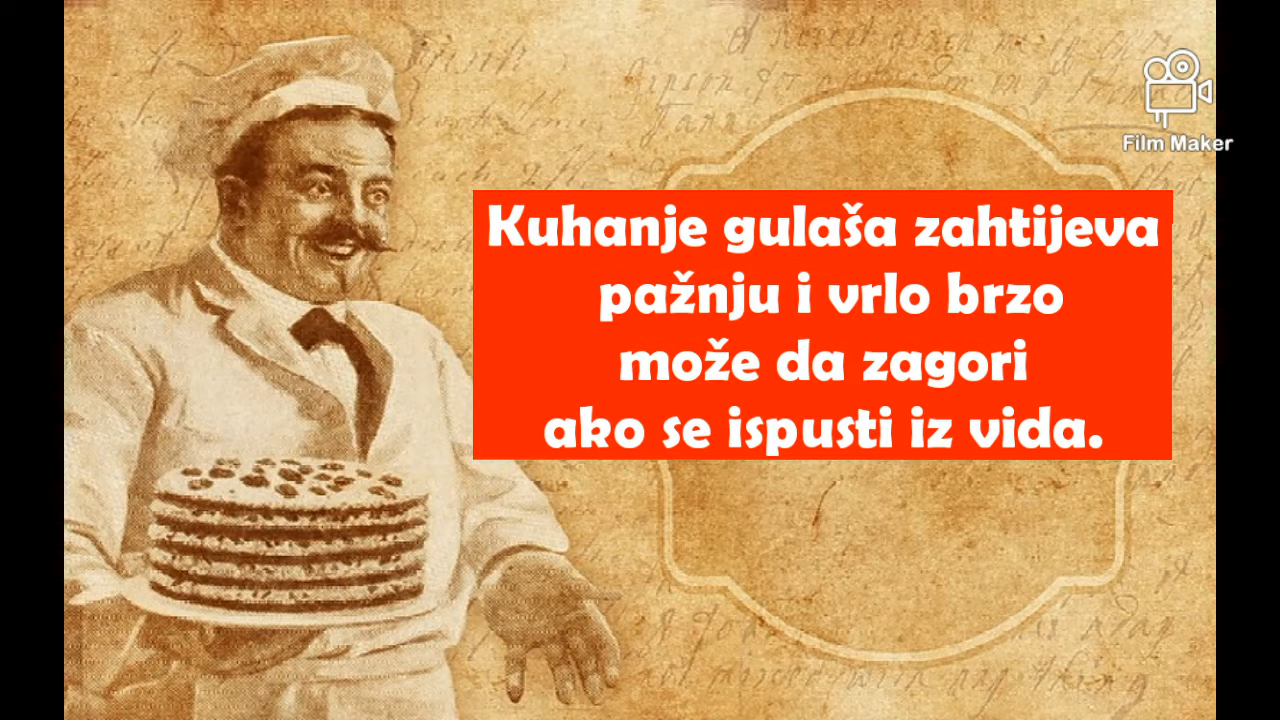 Film Maker
Kuhanje gulaša zahtijeva
pažnju i vrlo brzo
može da zagori
ako se ispusti iz vida.